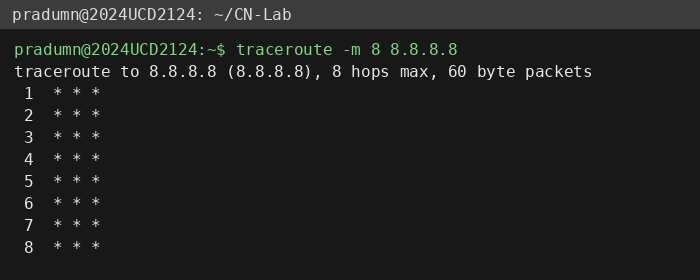 pradumn@2024UCD2124: ~/CN-Lab
pradumn@2024UCD2124:~$ traceroute -m 8 8.8.8.8
traceroute to 8.8.8.8 (8.8.8.8), 8 hops max, 60 byte packets
 1  * * *
 2  * * *
 3  * * *
 4  * * *
 5  * * *
 6  * * *
 7  * * *
 8  * * *